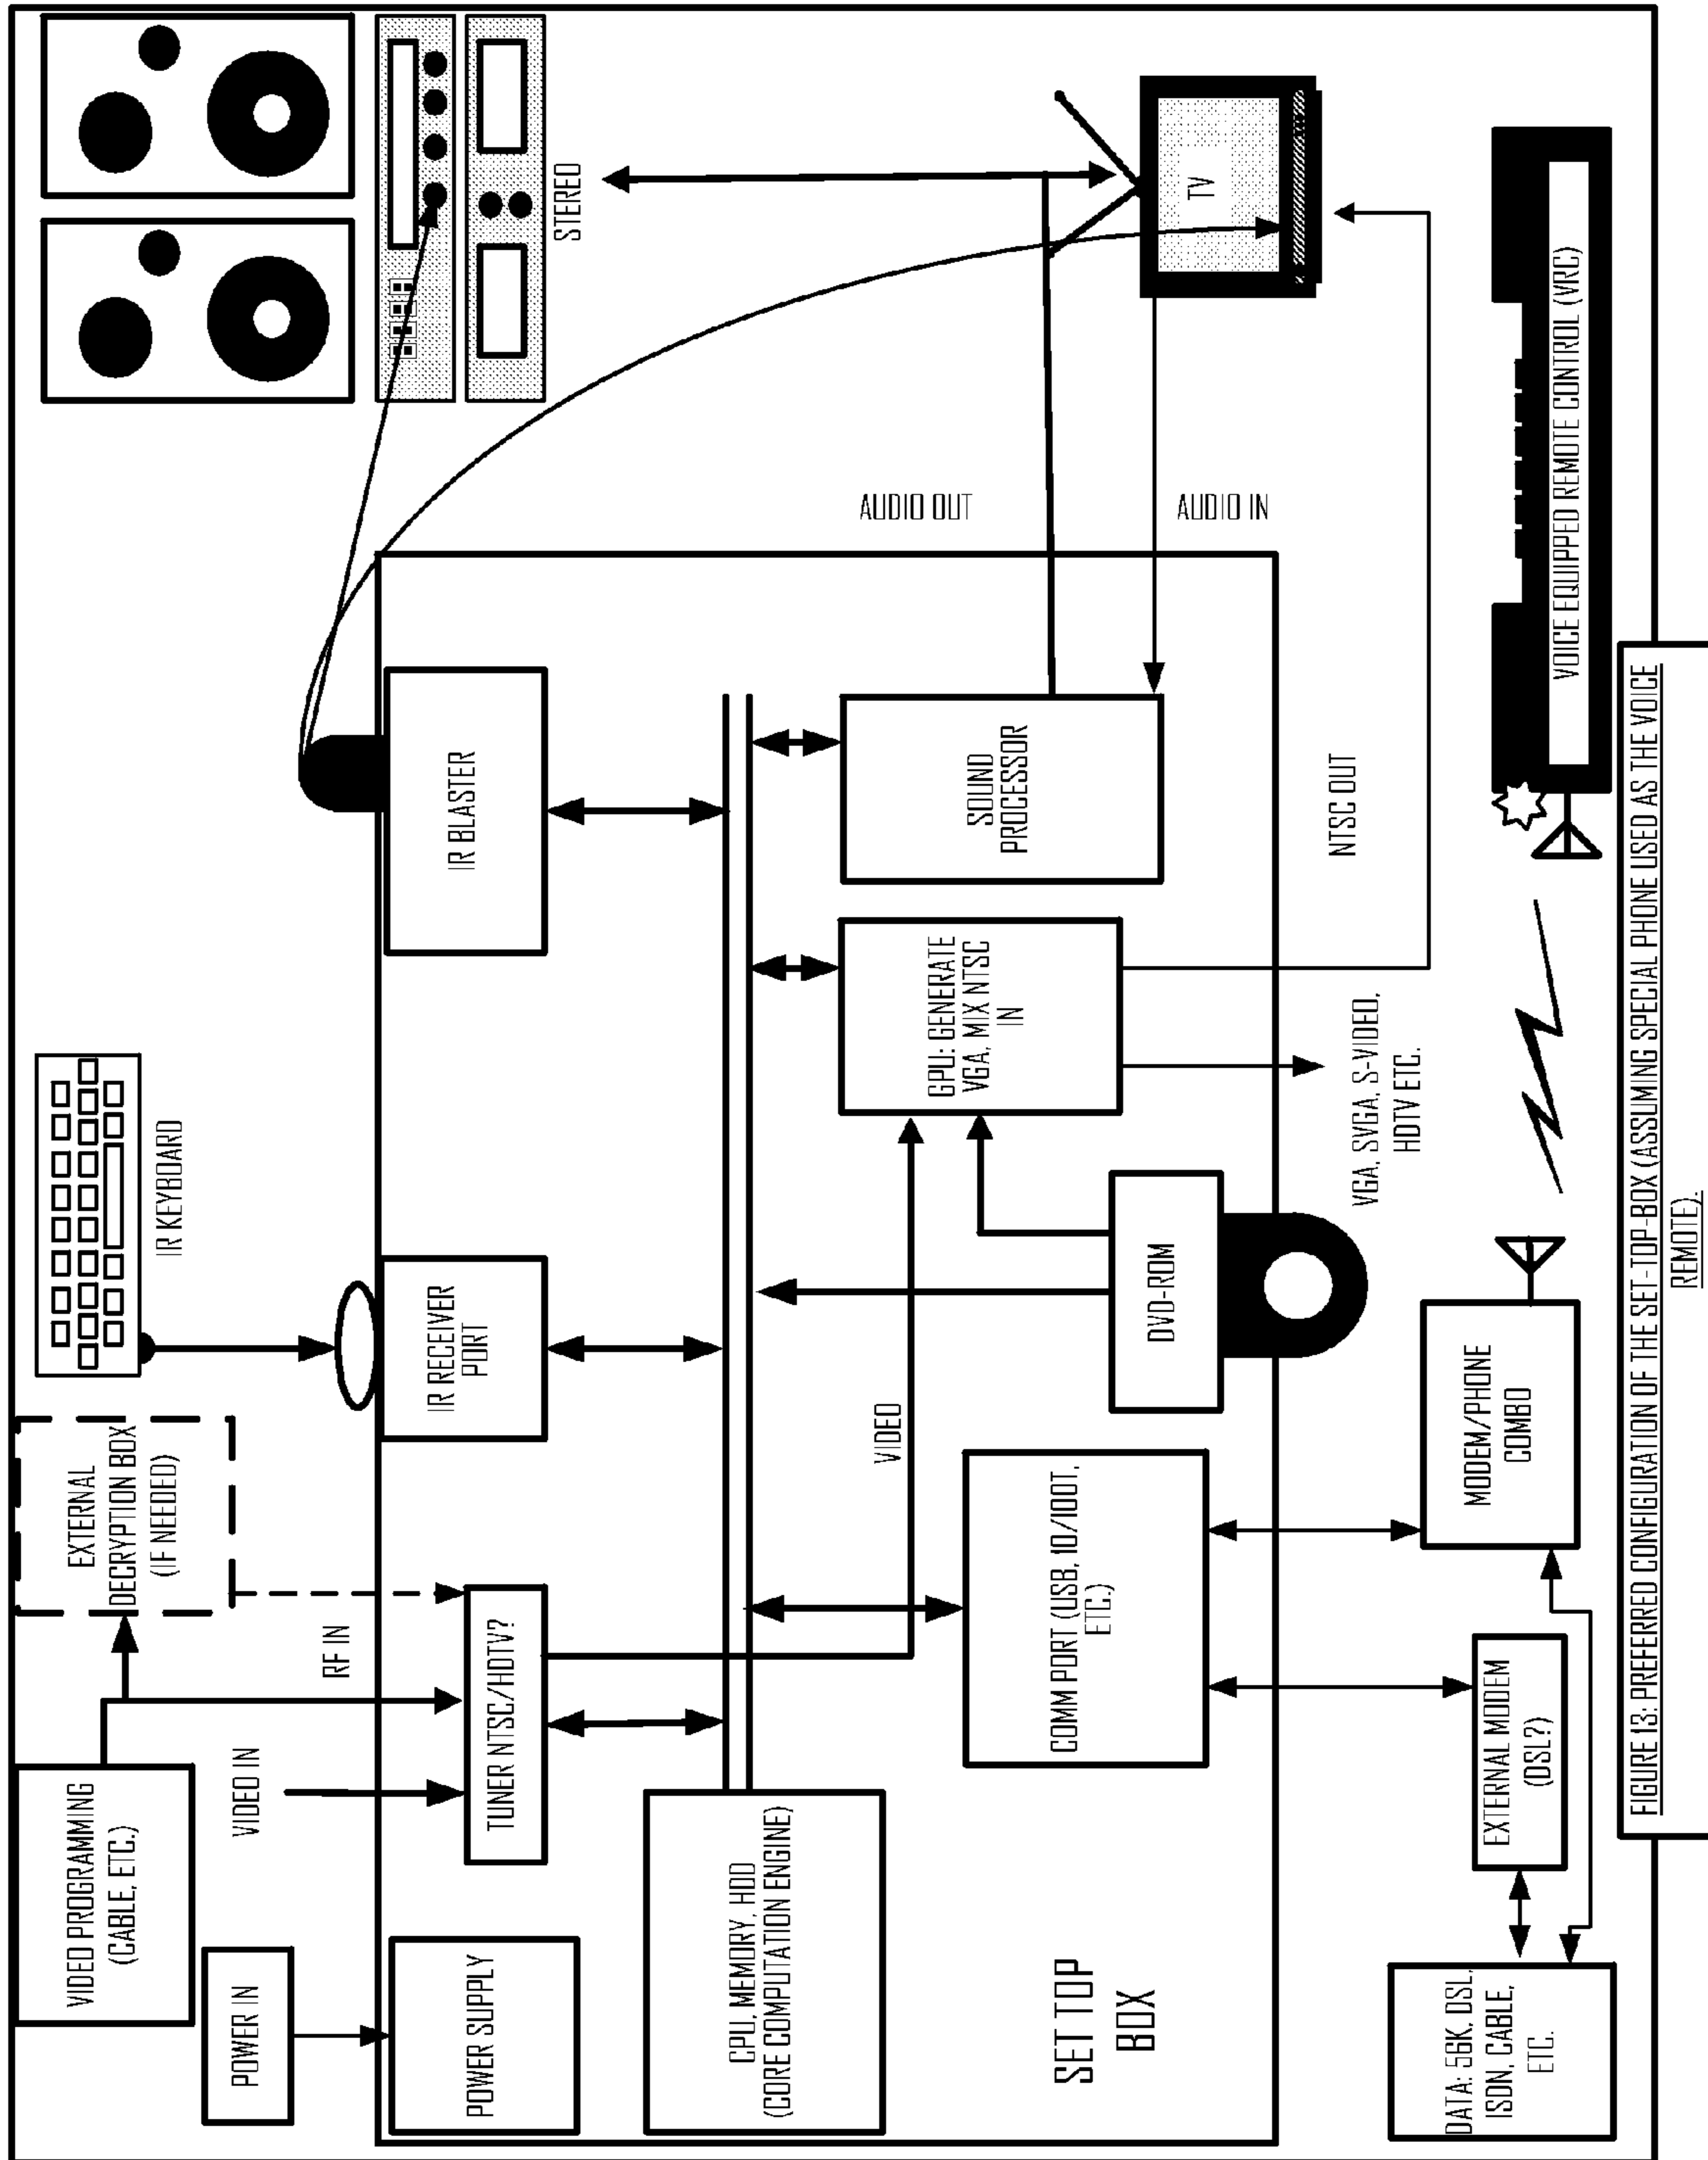 VIDEO PROGRAMMING
(CABLE, ETC.)
EXTERNAL
DECRYPTION BOX
(IF NEEDED)
IR KEYBOARD
POWER IN
VIDEO IN
RF IN
STEREO
POWER SUPPLY
TUNER NTSC/HDTV?
IR RECEIVER
PORT
IR BLASTER
CPU, MEMORY, HDD
(CORE COMPUTATION ENGINE)
VIDEO
GPU: GENERATE
VGA, MIX NTSC
IN
SOUND
PROCESSOR
AUDIO OUT
AUDIO IN
TV
COMM PORT (USB, 10/100T,
ETC.)
DVD-ROM
SET TOP
BOX
NTSC OUT
VGA, SVGA, S-VIDEO,
HDTV ETC.
DATA: 56K, DSL,
ISDN, CABLE,
ETC.
EXTERNAL MODEM
(DSL?)
MODEM/PHONE
COMBO
VOICE EQUIPPED REMOTE CONTROL (VRC)
FIGURE 13: PREFERRED CONFIGURATION OF THE SET-TOP-BOX (ASSUMING SPECIAL PHONE USED AS THE VOICE
REMOTE).